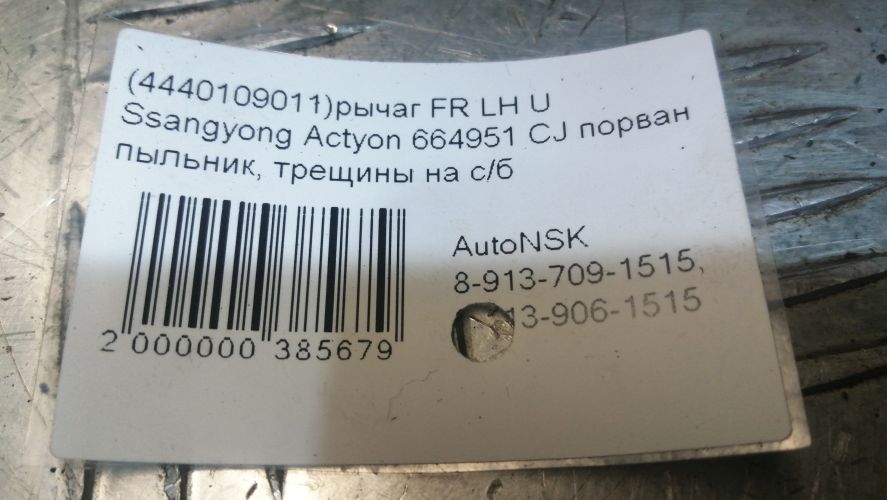 (4440109011)рычаг FR LH U
Ssangyong Actyon 664951 CJ порван
пыльник, трещины на с/б
AutoNSK
8-913-709-1515,
13-906-1515
2 000000 385679